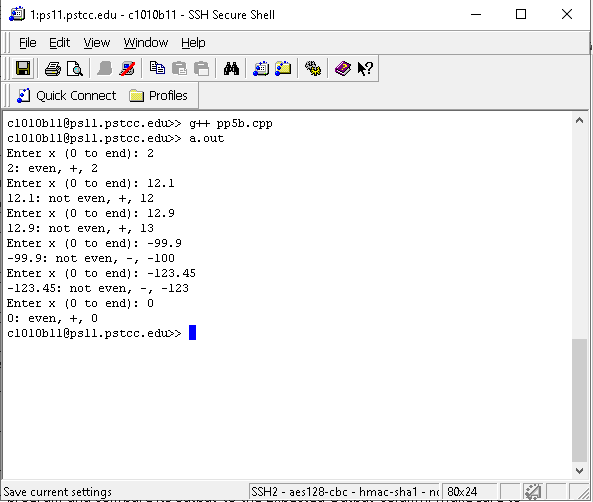 1:ps11.pstcc.edu - c1010b11 - SSH Secure Shell
File Edit View Window Help
Quick Connect Profiles
c1010b11@ps11.pstcc.edu>> g++ pp5b.cpp
c1010b11@ps11.pstcc.edu>> a.out
Enter x (0 to end): 2
2: even, +, 2
Enter x (0 to end): 12.1
12.1: not even, +, 12
Enter x (0 to end): 12.9
12.9: not even, +, 13
Enter x (0 to end): -99.9
-99.9: not even, -, -100
Enter x (0 to end): -123.45
-123.45: not even, -, -123
Enter x (0 to end): 0
0: even, +, 0
c1010b11@ps11.pstcc.edu>>
Save current settings SSH2 - aes128-cbc - hmac-sha1 - nc 80x24